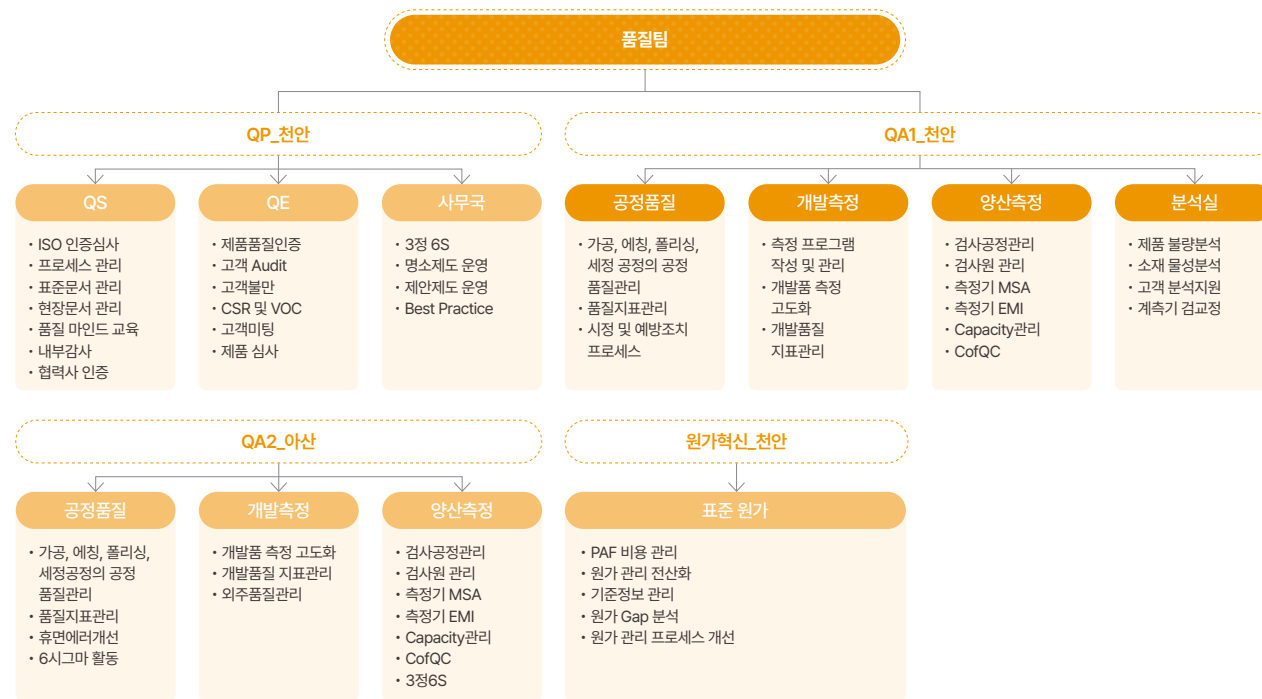 품질팀
QP_천안
QA1_천안
QS
• ISO 인증심사
• 프로세스 관리
• 표준문서 관리
• 현장문서 관리
• 품질 마인드 교육
• 내부감사
• 협력사 인증
QE
• 제품품질인증
• 고객 Audit
• 고객불만
• CSR 및 VOC
• 고객미팅
• 제품 심사
사무국
• 3정 6S
• 명소제도 운영
• 제안제도 운영
• Best Practice
공정품질
• 가공, 에칭, 폴리싱,
세정 공정의 공정
품질관리
• 품질지표관리
• 시정 및 예방조치
프로세스
개발측정
• 측정 프로그램
작성 및 관리
• 개발품 측정
고도화
• 개발품질
지표관리
양산측정
• 검사공정관리
• 검사원 관리
• 측정기 MSA
• 측정기 EMI
• Capacity관리
• CofQC
분석실
• 제품 불량분석
• 소재 물성분석
• 고객 분석지원
• 계측기 검교정
QA2_아산
원가혁신_천안
공정품질
• 가공, 에칭, 폴리싱,
세정공정의 공정
품질관리
• 품질지표관리
• 휴면에러개선
• 6시그마 활동
개발측정
• 개발품 측정 고도화
• 개발품질 지표관리
• 외주품질관리
양산측정
• 검사공정관리
• 검사원 관리
• 측정기 MSA
• 측정기 EMI
• Capacity관리
• CofQC
• 3정6S
표준 원가
• PAF 비용 관리
• 원가 관리 전산화
• 기준정보 관리
• 원가 Gap 분석
• 원가 관리 프로세스 개선